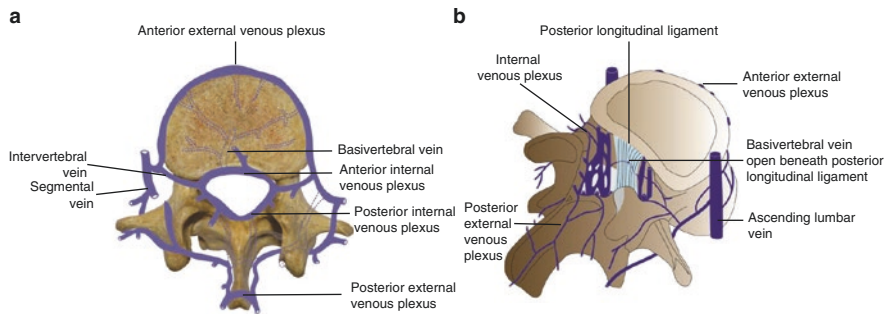 a
Anterior external venous plexus
Intervertebral
vein
Segmental
vein
Basivertebral vein
Anterior internal
venous plexus
Posterior internal
venous plexus
Posterior external
venous plexus
b
Posterior longitudinal ligament
Internal
venous plexus
Anterior external
venous plexus
Basivertebral vein
open beneath posterior
longitudinal ligament
Posterior
external
venous
plexus
Ascending lumbar
vein